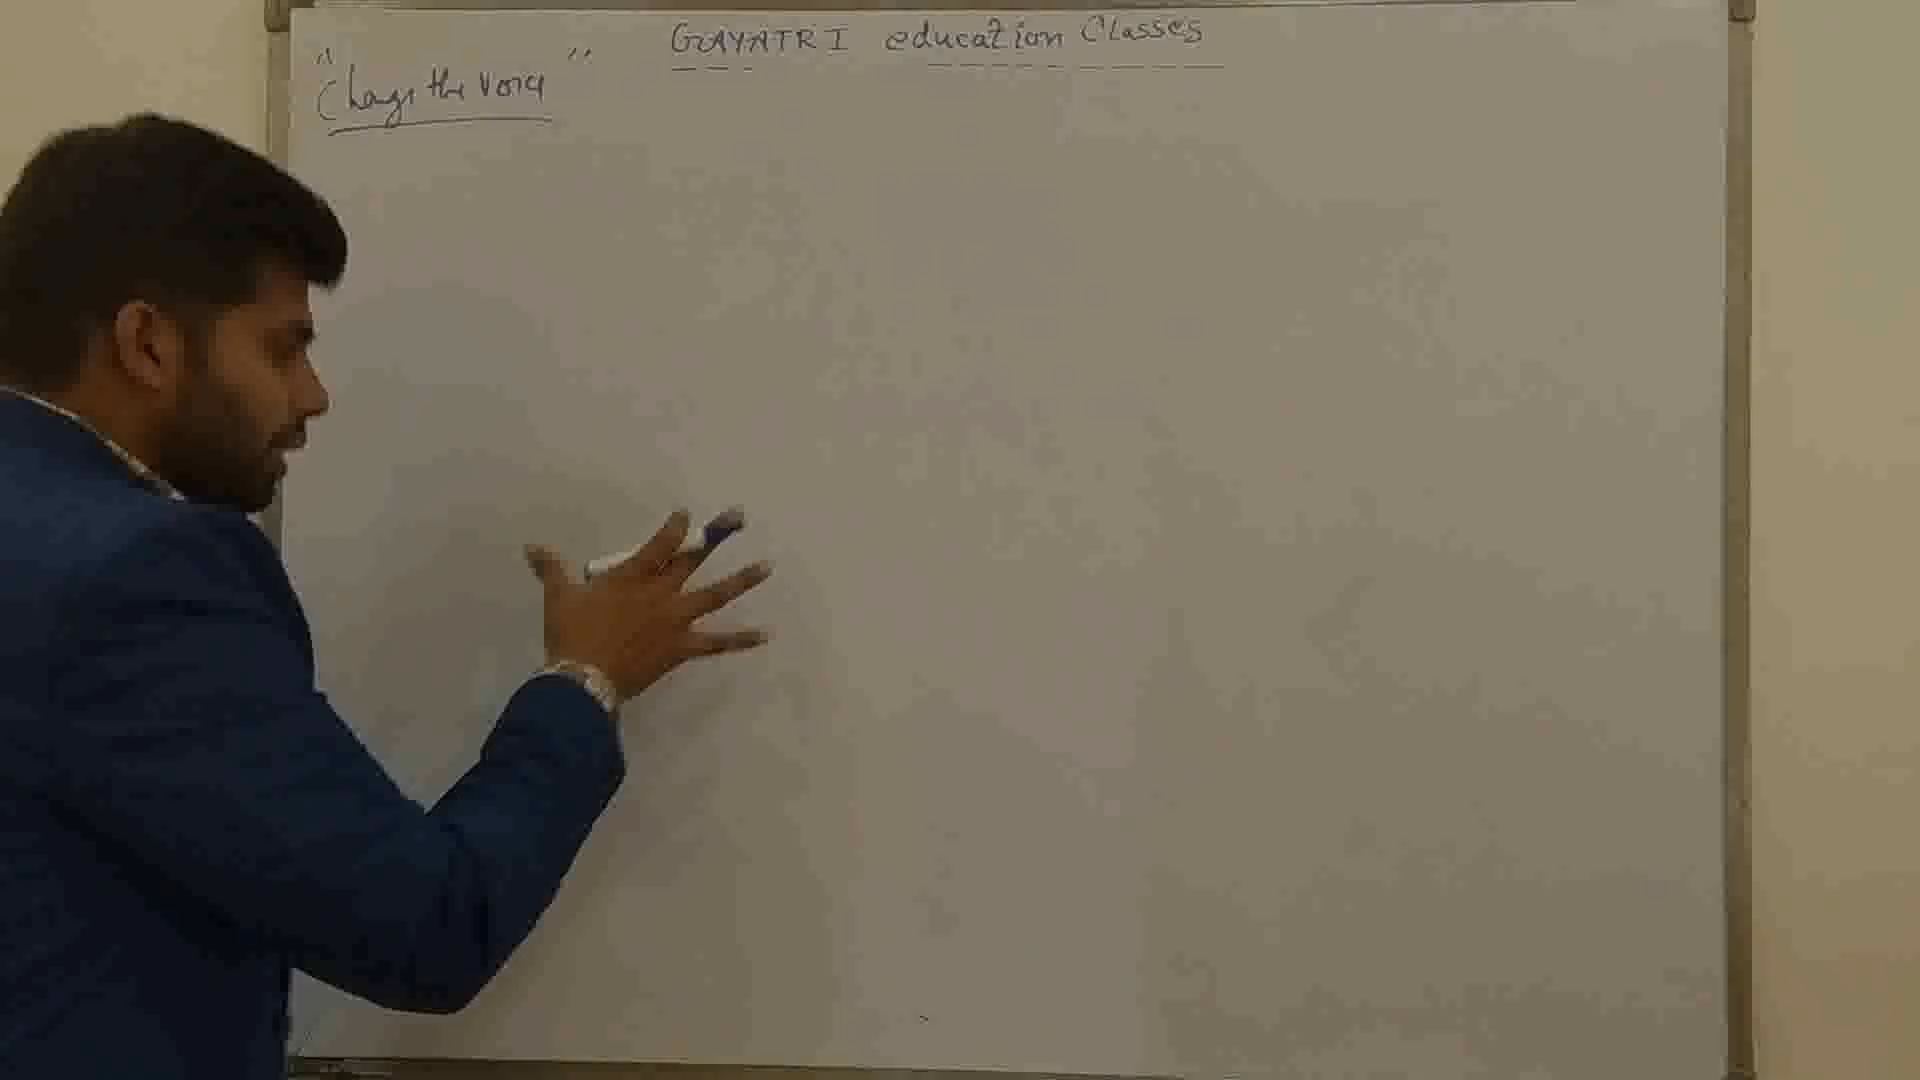 GAYATRI education Classes
"Change the Voice"